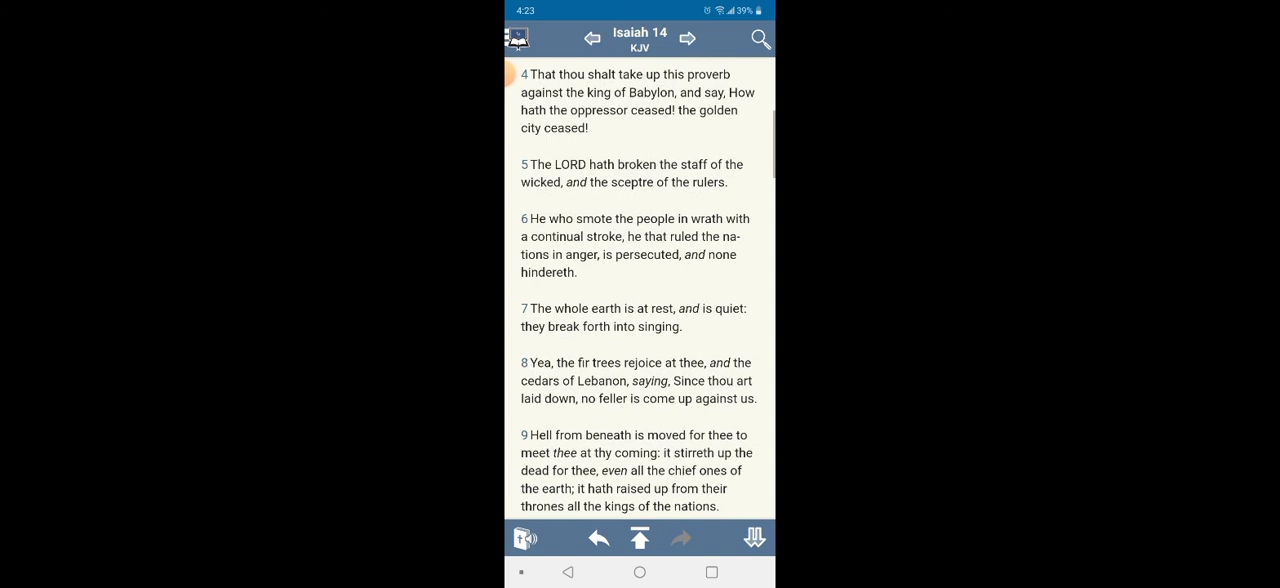 4:23
39%
Isaiah 14
KJV
4 That thou shalt take up this proverb
against the king of Babylon, and say, How
hath the oppressor ceased! the golden
city ceased!
5 The LORD hath broken the staff of the
wicked, and the sceptre of the rulers.
6 He who smote the people in wrath with
a continual stroke, he that ruled the na-
tions in anger, is persecuted, and none
hindereth.
7 The whole earth is at rest, and is quiet:
they break forth into singing.
8 Yea, the fir trees rejoice at thee, and the
cedars of Lebanon, saying, Since thou art
laid down, no feller is come up against us.
9 Hell from beneath is moved for thee to
meet thee at thy coming: it stirreth up the
dead for thee, even all the chief ones of
the earth; it hath raised up from their
thrones all the kings of the nations.